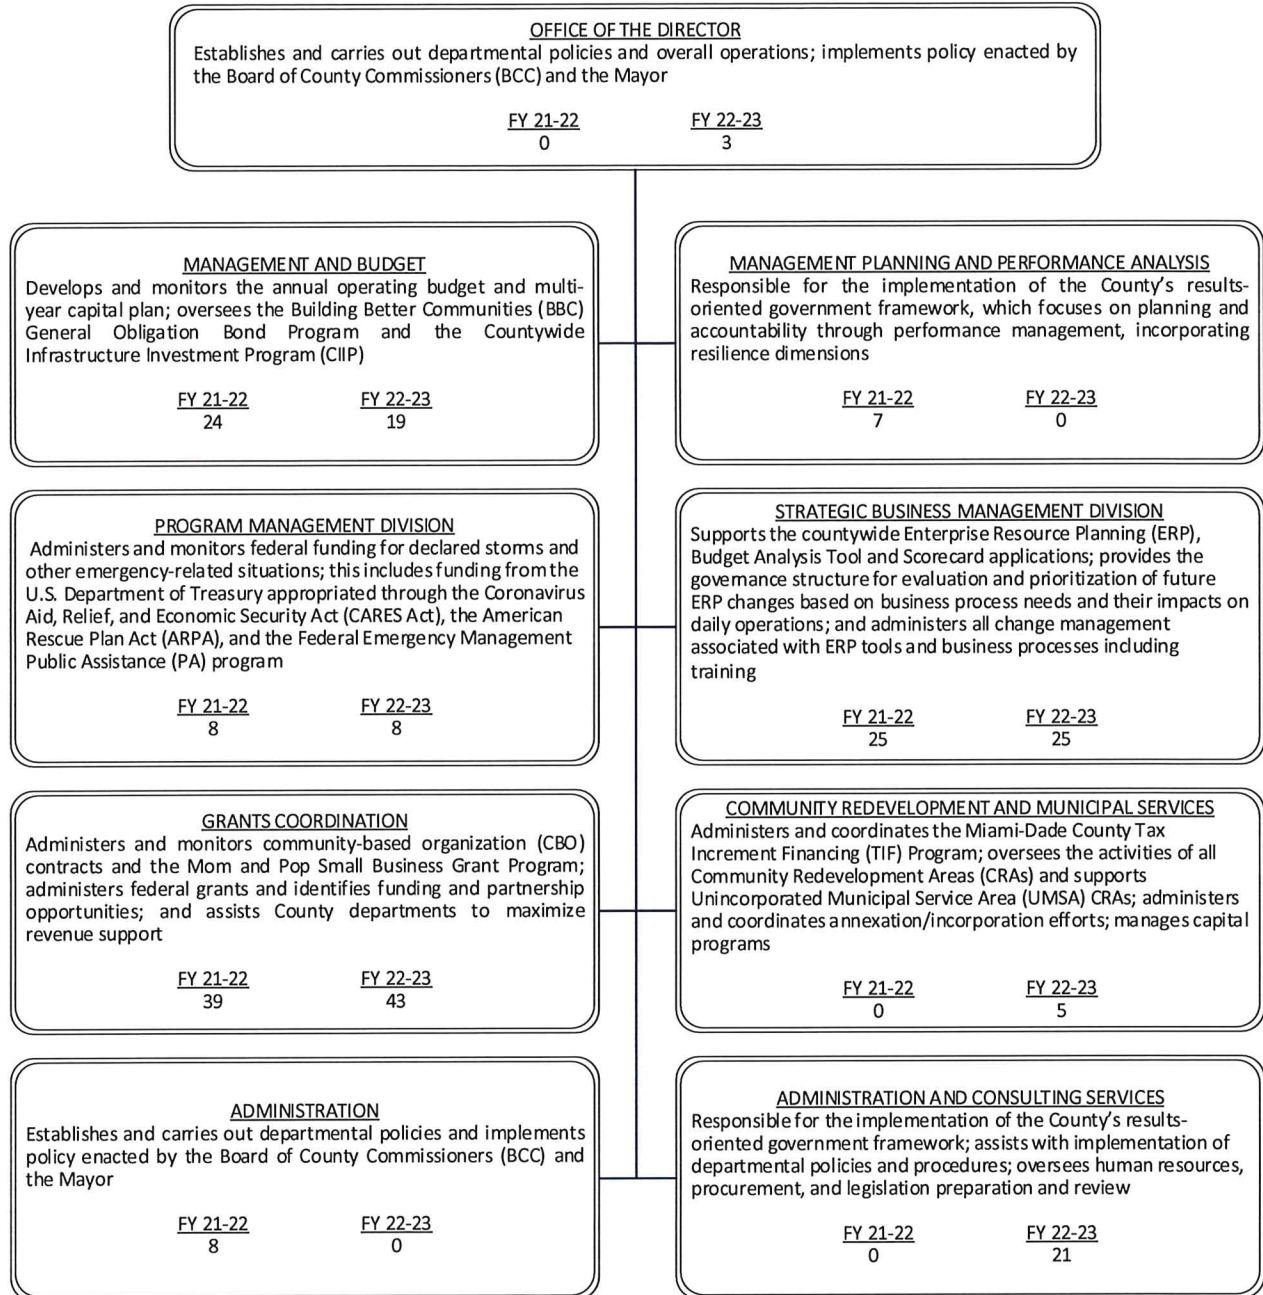 OFFICE OF THE DIRECTOR
Establishes and carries out departmental policies and overall operations; implements policy enacted by
the Board of County Commissioners (BCC) and the Mayor
FY 21-22 FY 22-23
0 3
MANAGEMENT AND BUDGET
Develops and monitors the annual operating budget and multi-
year capital plan; oversees the Building Better Communities (BBC)
General Obligation Bond Program and the Countywide
Infrastructure Investment Program (CIIP)
FY 21-22 FY 22-23
24 19
MANAGEMENT PLANNING AND PERFORMANCE ANALYSIS
Responsible for the implementation of the County's results-
oriented government framework, which focuses on planning
and accountability through performance management, incorporating
resilience dimensions
FY 21-22 FY 22-23
7 0
PROGRAM MANAGEMENT DIVISION
Administers and monitors federal funding for declared storms and
other emergency-related situations; this includes funding from the
U.S. Department of Treasury appropriated through the Coronavirus
Aid, Relief, and Economic Security Act (CARES Act), the American
Rescue Plan Act (ARPA), and the Federal Emergency Management
Public Assistance (PA) program
FY 21-22 FY 22-23
8 8
STRATEGIC BUSINESS MANAGEMENT DIVISION
Supports the countywide Enterprise Resource Planning (ERP),
Budget Analysis Tool and Scorecard applications; provides the
governance structure for evaluation and prioritization of future
ERP changes based on business process needs and their impacts on
daily operations; and administers all change management
associated with ERP tools and business processes including
training
FY 21-22 FY 22-23
25 25
GRANTS COORDINATION
Administers and monitors community-based organization (CBO)
contracts and the Mom and Pop Small Business Grant Program;
administers federal grants and identifies funding and partnership
opportunities; and assists County departments to maximize
revenue support
FY 21-22 FY 22-23
39 43
COMMUNITY REDEVELOPMENT AND MUNICIPAL SERVICES
Administers and coordinates the Miami-Dade County Tax
Increment Financing (TIF) Program; oversees the activities of all
Community Redevelopment Areas (CRAs) and supports
Unincorporated Municipal Service Area (UMSA) CRAs; administers
and coordinates annexation/incorporation efforts; manages capital
programs
FY 21-22 FY 22-23
0 5
ADMINISTRATION
Establishes and carries out departmental policies and implements
policy enacted by the Board of County Commissioners (BCC) and
the Mayor
FY 21-22 FY 22-23
8 0
ADMINISTRATION AND CONSULTING SERVICES
Responsible for the implementation of the County's results-
oriented government framework; assists with implementation of
departmental policies and procedures; oversees human resources,
procurement, and legislation preparation and review
FY 21-22 FY 22-23
0 21